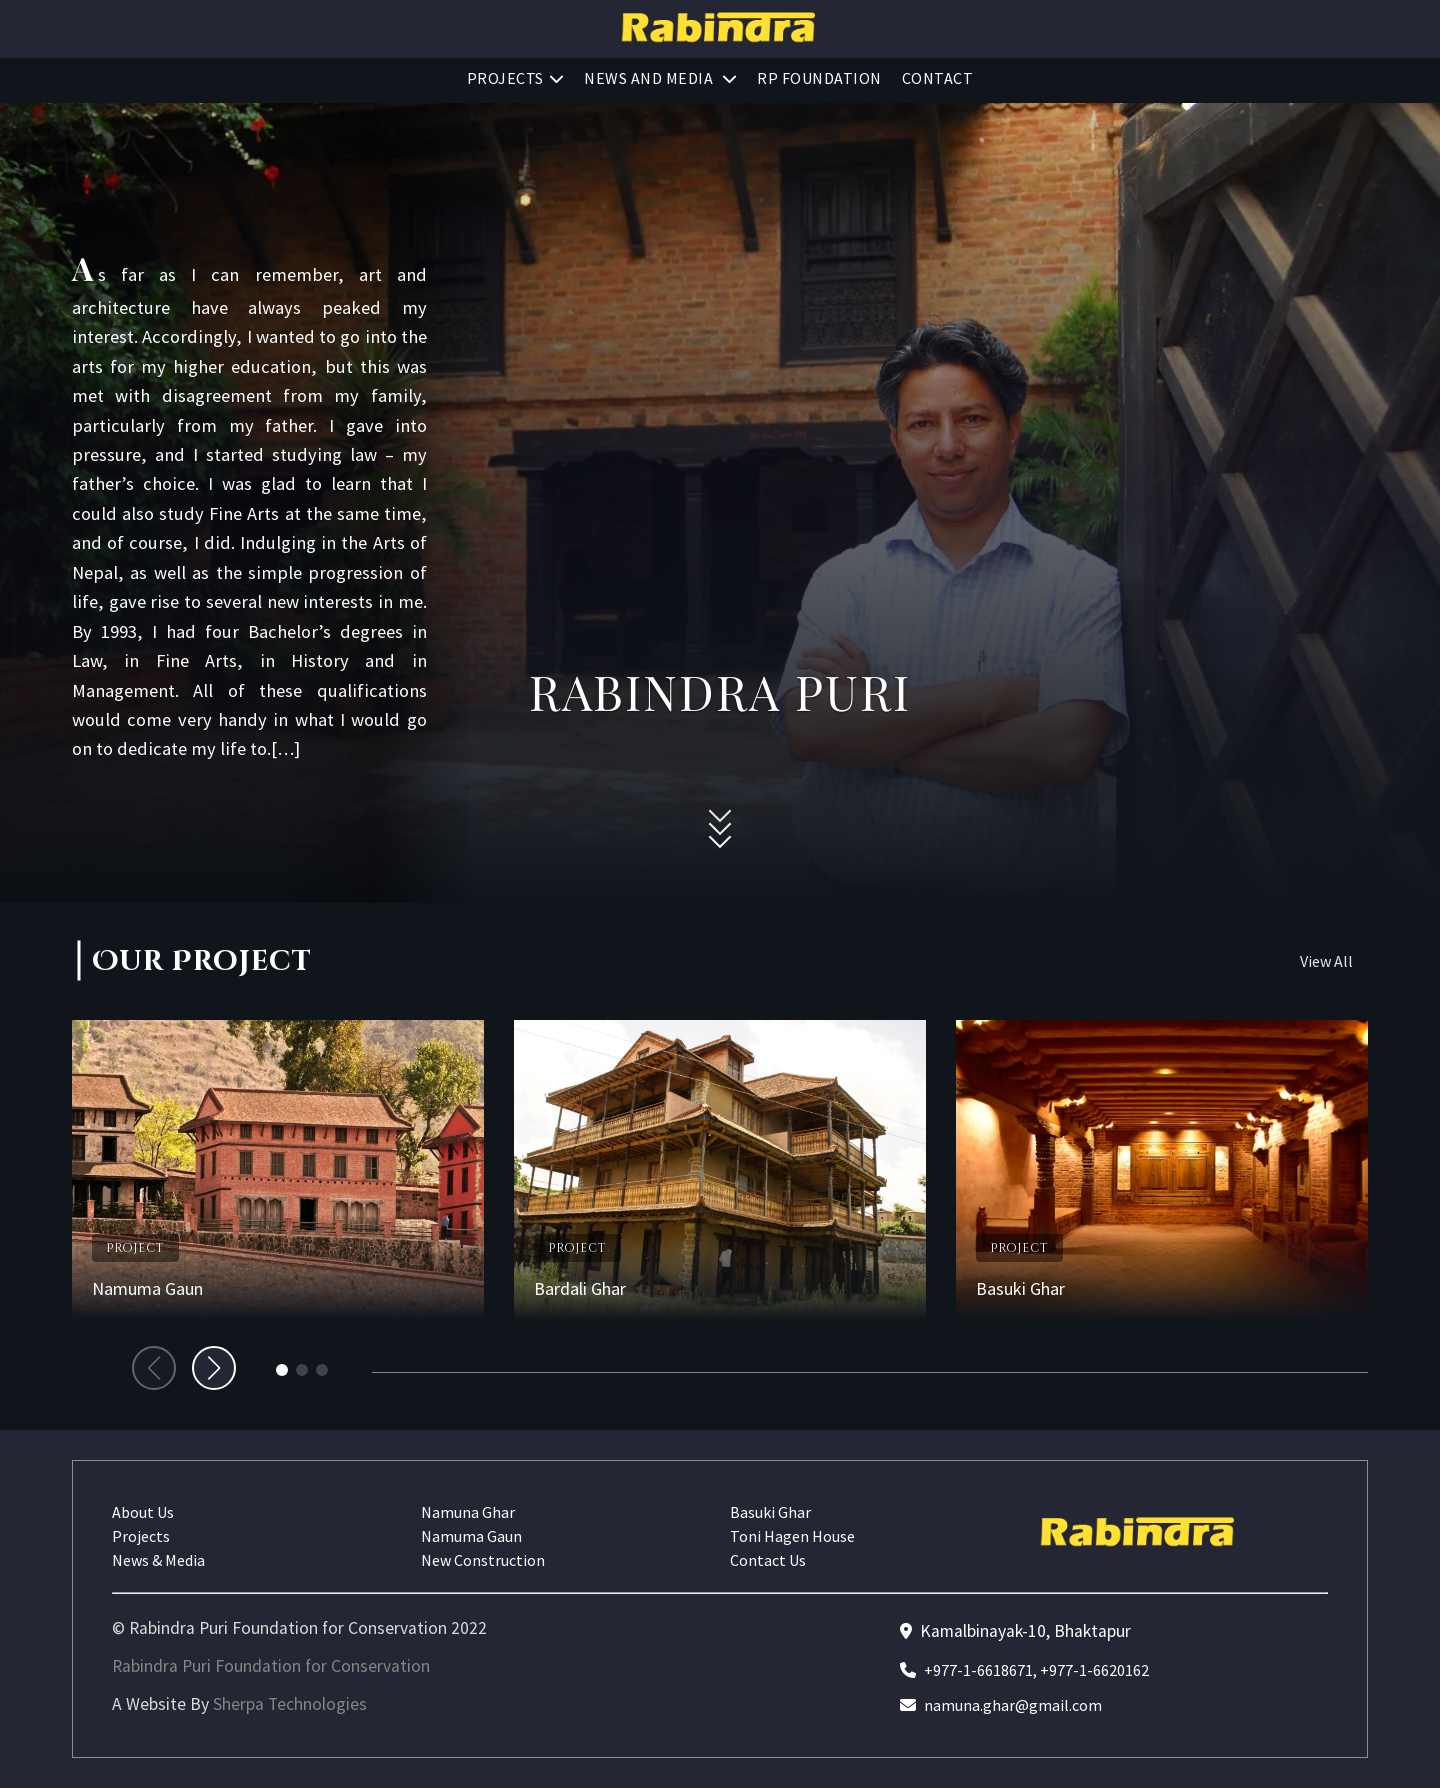 Rabindra
PROJECTS NEWS AND MEDIA RP FOUNDATION CONTACT
As far as I can remember, art and
architecture have always peaked my
interest. Accordingly, I wanted to go into the
arts for my higher education, but this was
met with disagreement from my family,
particularly from my father. I gave into
pressure, and I started studying law – my
father’s choice. I was glad to learn that I
could also study Fine Arts at the same time,
and of course, I did. Indulging in the Arts of
Nepal, as well as the simple progression of
life, gave rise to several new interests in me.
By 1993, I had four Bachelor’s degrees in
Law, in Fine Arts, in History and in
Management. All of these qualifications
would come very handy in what I would go
on to dedicate my life to.[…]
RABINDRA PURI
OUR PROJECT
View All
PROJECT
Namuma Gaun
PROJECT
Bardali Ghar
PROJECT
Basuki Ghar
About Us
Projects
News & Media
Namuna Ghar
Namuma Gaun
New Construction
Basuki Ghar
Toni Hagen House
Contact Us
Rabindra
© Rabindra Puri Foundation for Conservation 2022
Rabindra Puri Foundation for Conservation
A Website By Sherpa Technologies
Kamalbinayak-10, Bhaktapur
+977-1-6618671, +977-1-6620162
namuna.ghar@gmail.com